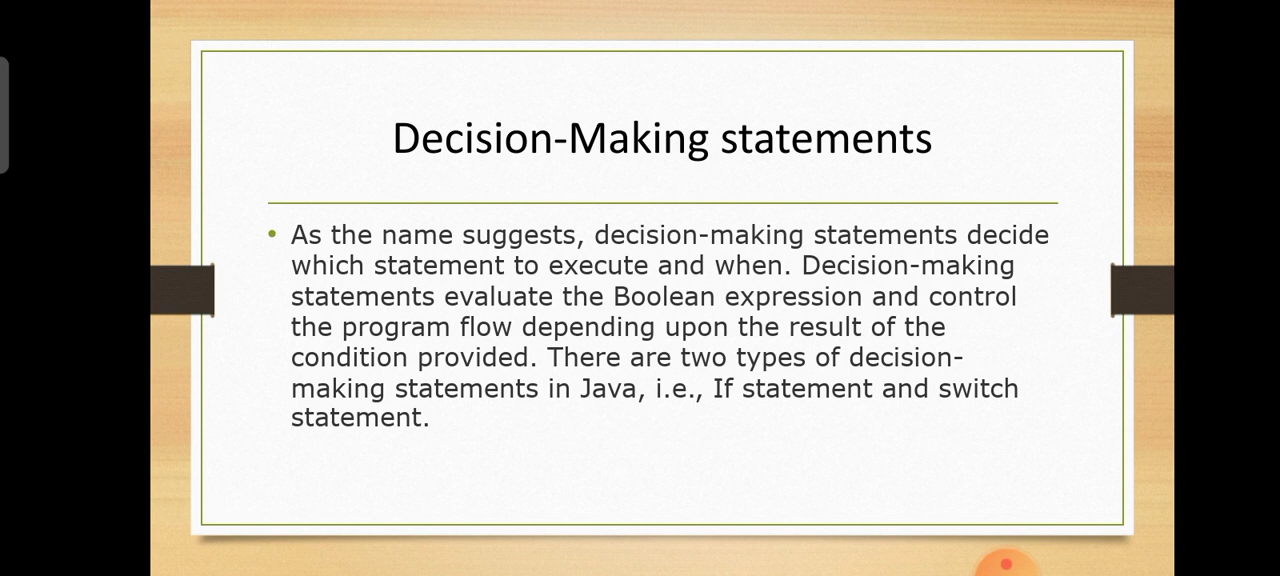 Decision-Making statements
• As the name suggests, decision-making statements decide
which statement to execute and when. Decision-making
statements evaluate the Boolean expression and control
the program flow depending upon the result of the
condition provided. There are two types of decision-
making statements in Java, i.e., If statement and switch
statement.